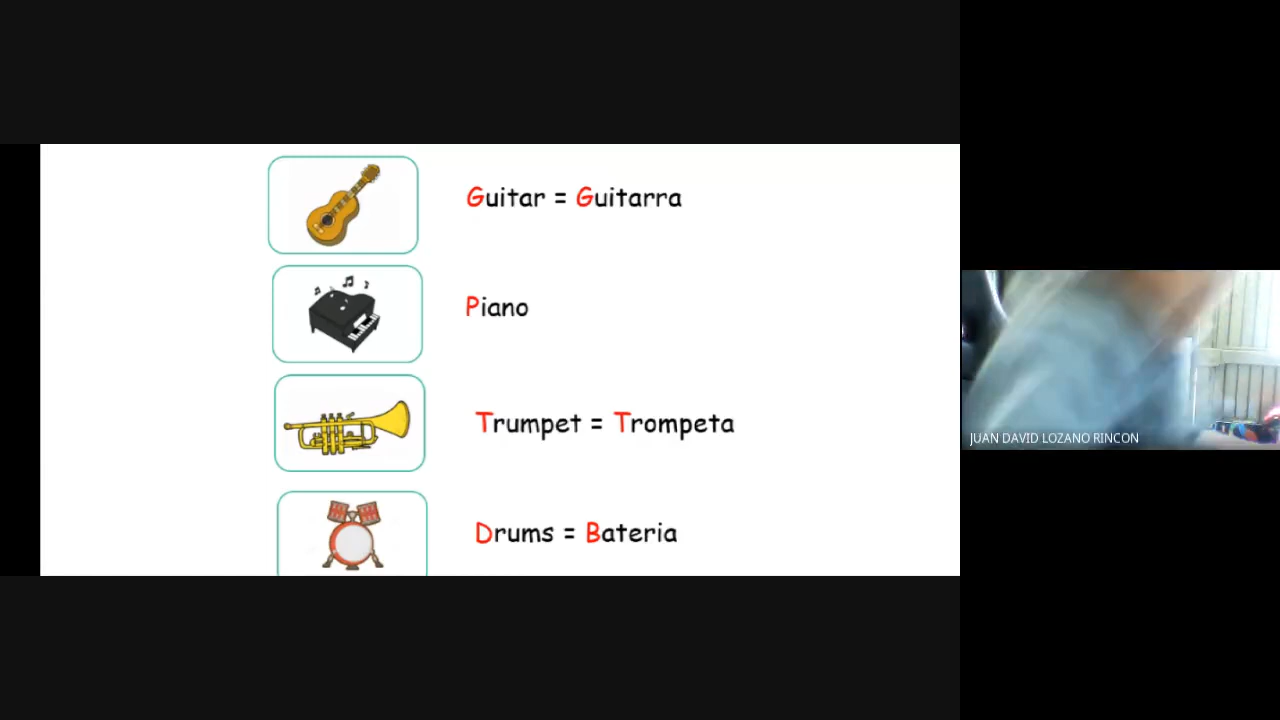 Guitar = Guitarra
Piano
Trumpet = Trompeta
Drums = Bateria
JUAN DAVID LOZANO RINCON